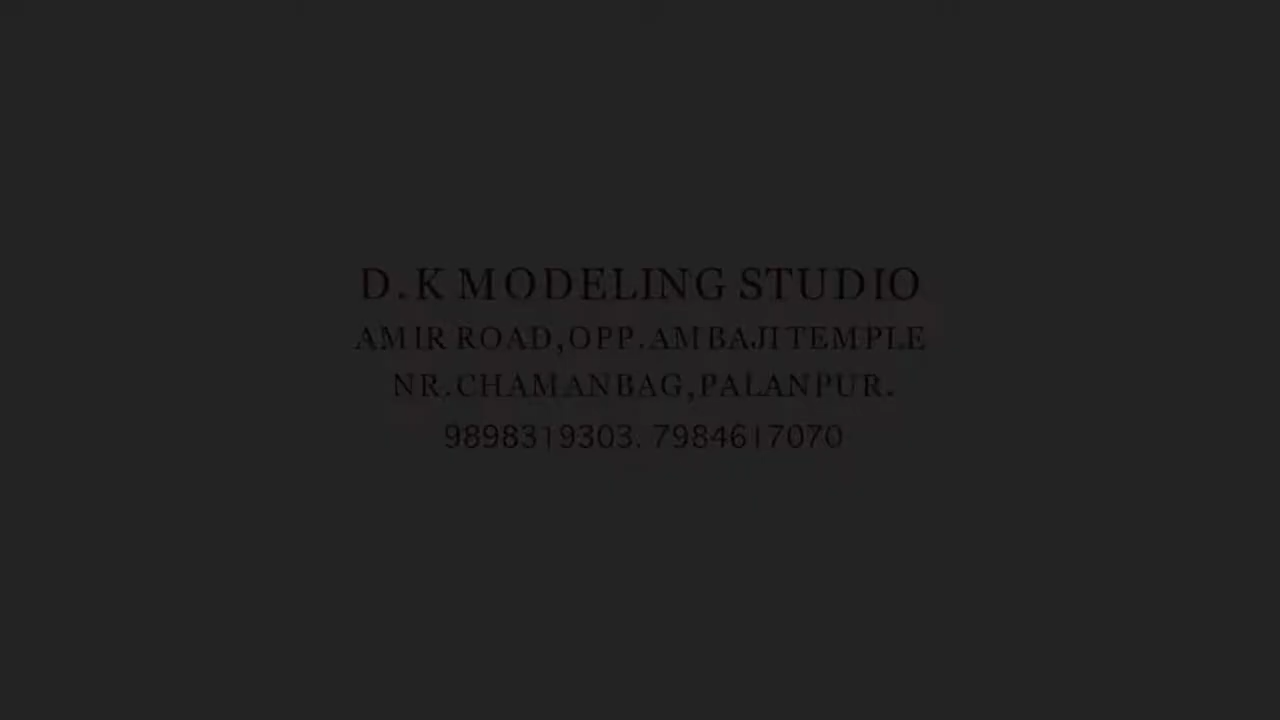 D.K MODELING STUDIO
AMIR ROAD,OPP.AMBAJI TEMPLE
NR.CHAMANBAG,PALANPUR.
9898319303. 7984617070